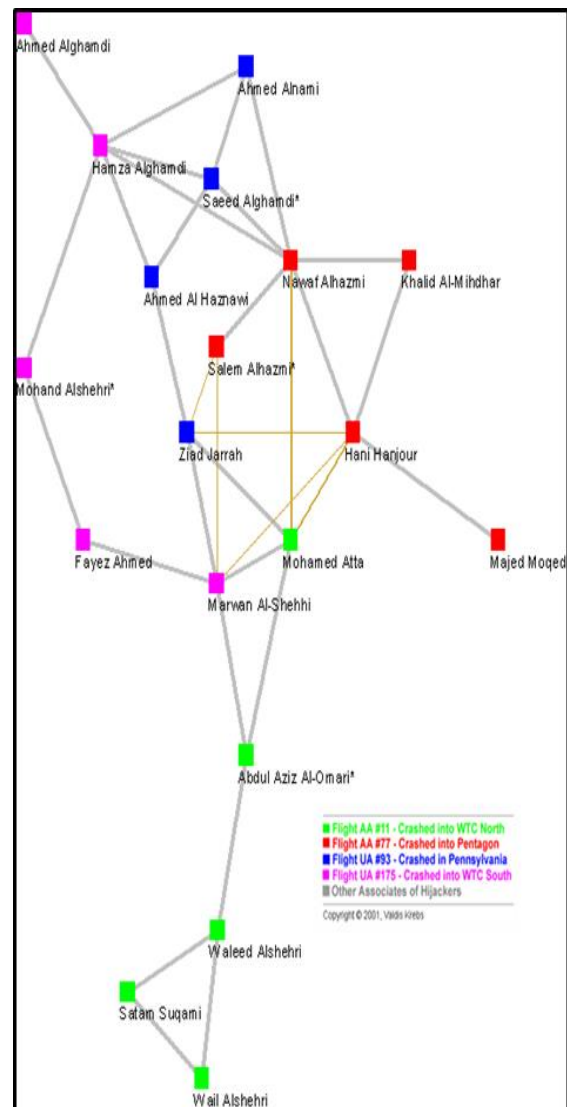 Ahmed Alghamdi
Ahmed Alnami
Hamza Alghamdi
Saeed Alghamdi*
Nawaf Alhazmi
Khalid Al-Mihdhar
Ahmed Al Haznawi
Salem Alhazmi*
Mohand Alshehri*
Ziad Jarrah
Hani Hanjour
Fayez Ahmed
Mohamed Atta
Majed Moqed
Marwan Al-Shehhi
Abdul Aziz Al-Omari*
Flight AA #11 - Crashed into WTC North
Flight AA #77 - Crashed into Pentagon
Flight UA #93 - Crashed in Pennsylvania
Flight UA #175 - Crashed into WTC South
Other Associates of Hijackers
Copyright © 2001, Valdis Krebs
Waleed Alshehri
Satam Suqami
Wail Alshehri